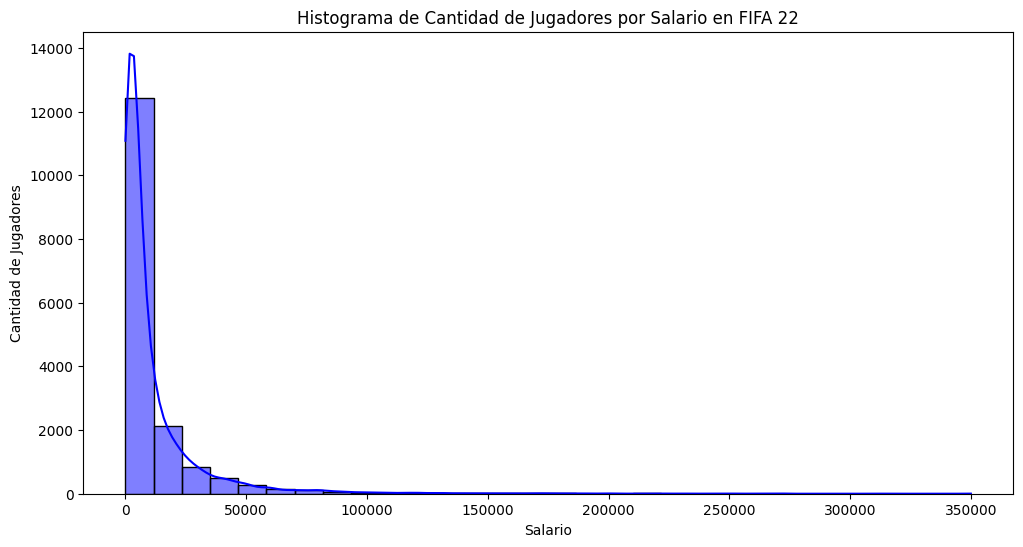 Histograma de Cantidad de Jugadores por Salario en FIFA 22
Cantidad de Jugadores
14000
12000
10000
8000
6000
4000
2000
0
0 50000 100000 150000 200000 250000 300000 350000
Salario